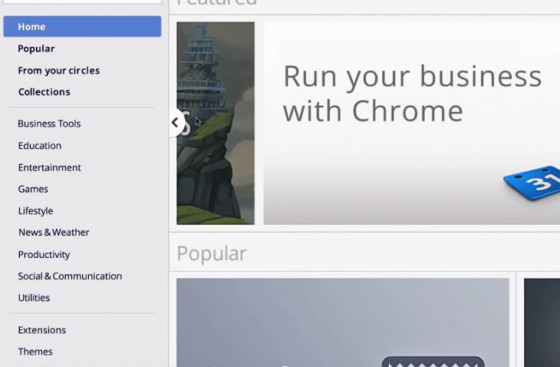 Home
Popular
From your circles
Collections
Business Tools
Education
Entertainment
Games
Lifestyle
News & Weather
Productivity
Social & Communication
Utilities
Extensions
Themes
Featured
Run your business
with Chrome
31
Popular